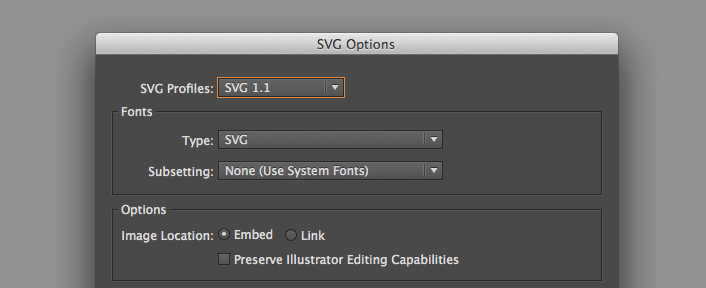 SVG Options
SVG Profiles: SVG 1.1
Fonts
Type: SVG
Subsetting: None (Use System Fonts)
Options
Image Location: Embed Link
Preserve Illustrator Editing Capabilities